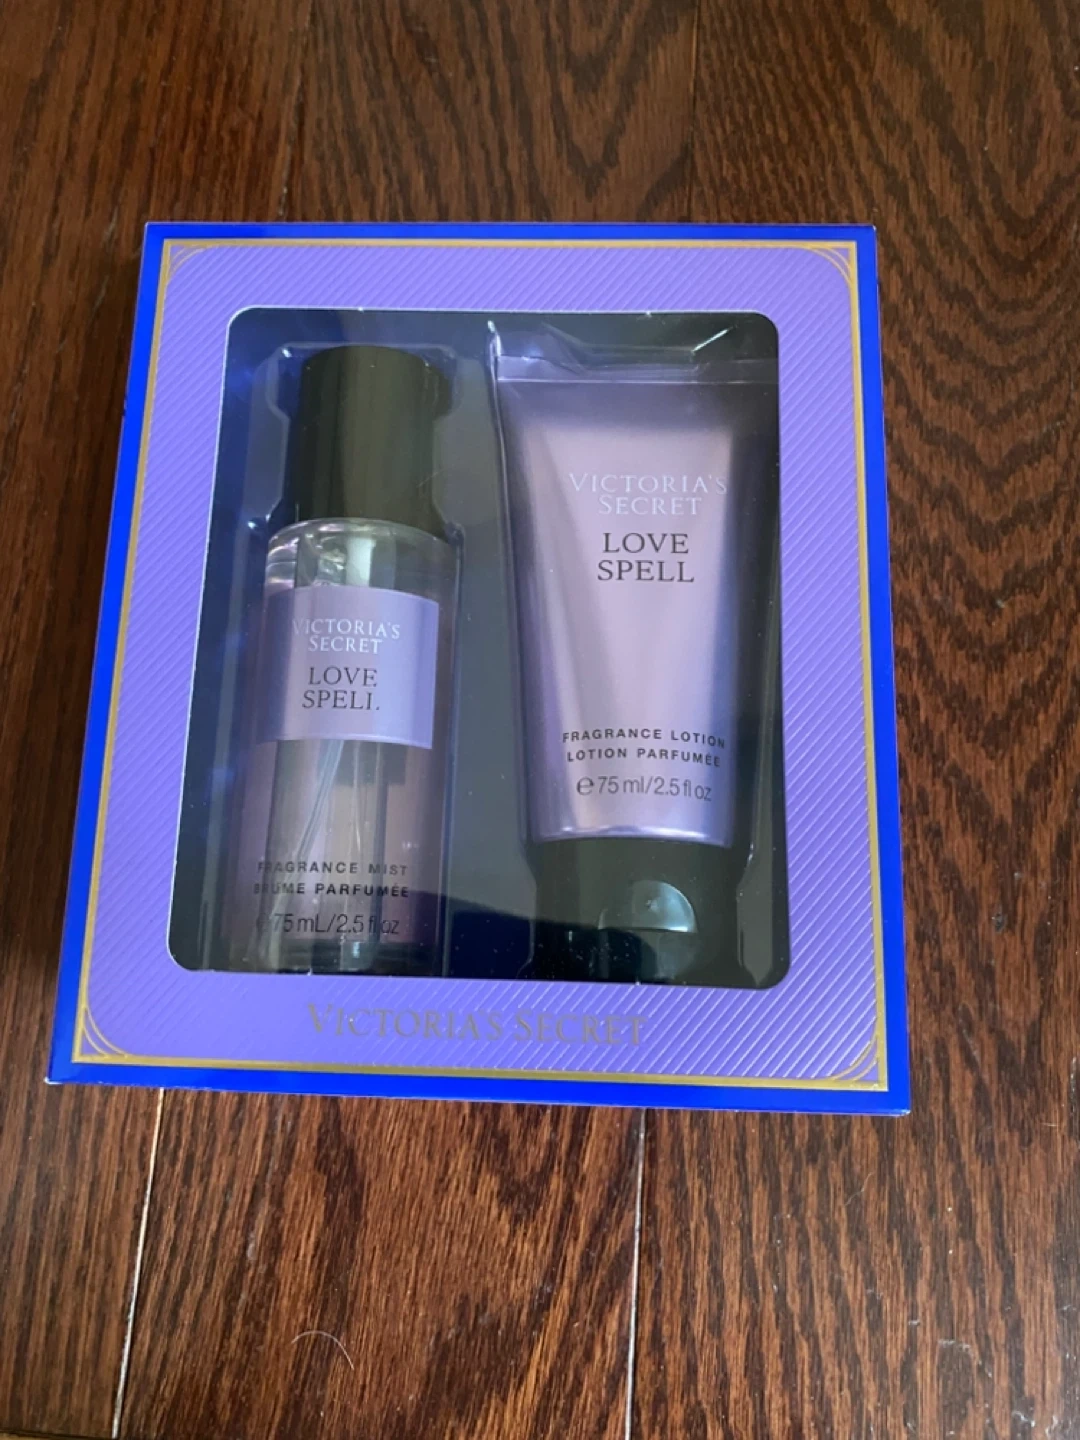 VICTORIA'S
SECRET
LOVE
SPELL
FRAGRANCE MIST
BRUME PARFUMÉE
℮75 mL/2.5 fl oz
VICTORIA'S
SECRET
LOVE
SPELL
FRAGRANCE LOTION
LOTION PARFUMÉE
℮75 ml/2.5 fl oz
VICTORIA'S SECRET